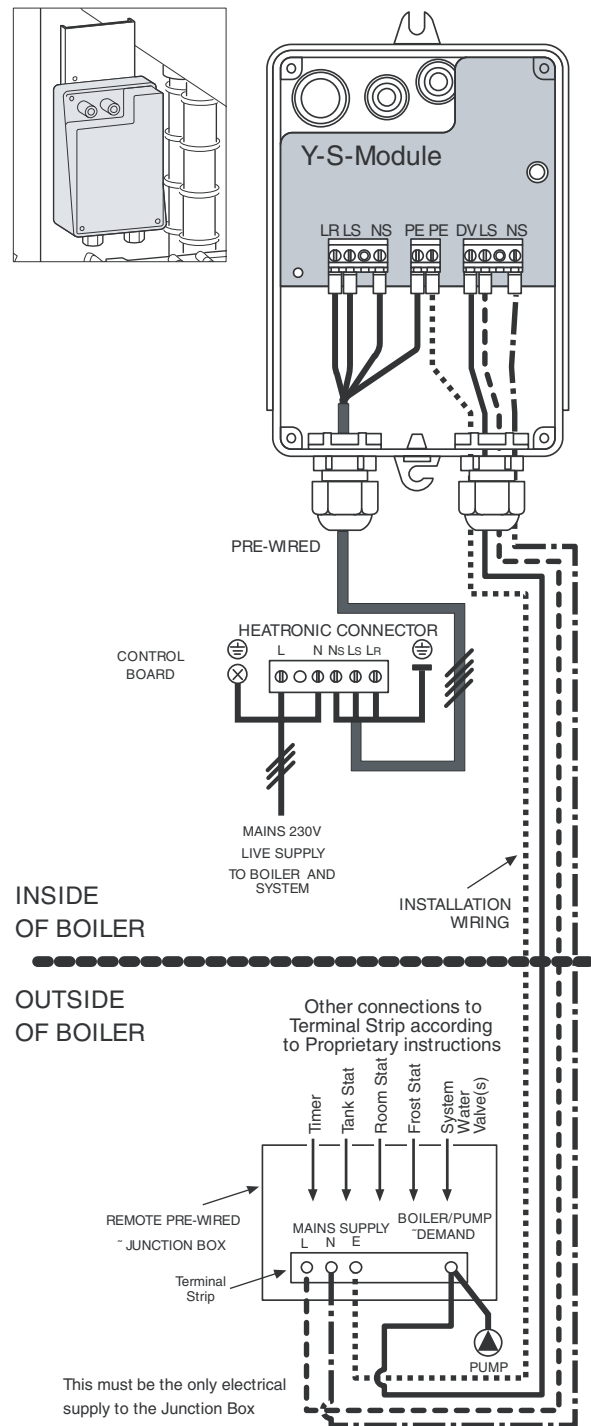 Y-S-Module
LR LS NS PE PE DV LS NS
PRE-WIRED
HEATRONIC CONNECTOR
L N NS LS LR
CONTROL
BOARD
MAINS 230V
LIVE SUPPLY
TO BOILER AND
SYSTEM
INSTALLATION
WIRING
INSIDE
OF BOILER
OUTSIDE
OF BOILER
Other connections to
Terminal Strip according
to Proprietary instructions
Timer
Tank Stat
Room Stat
Frost Stat
System
Water
Valve(s)
REMOTE PRE-WIRED
˜ JUNCTION BOX
MAINS SUPPLY
L N E
BOILER/PUMP
˜DEMAND
Terminal
Strip
PUMP
This must be the only electrical
supply to the Junction Box